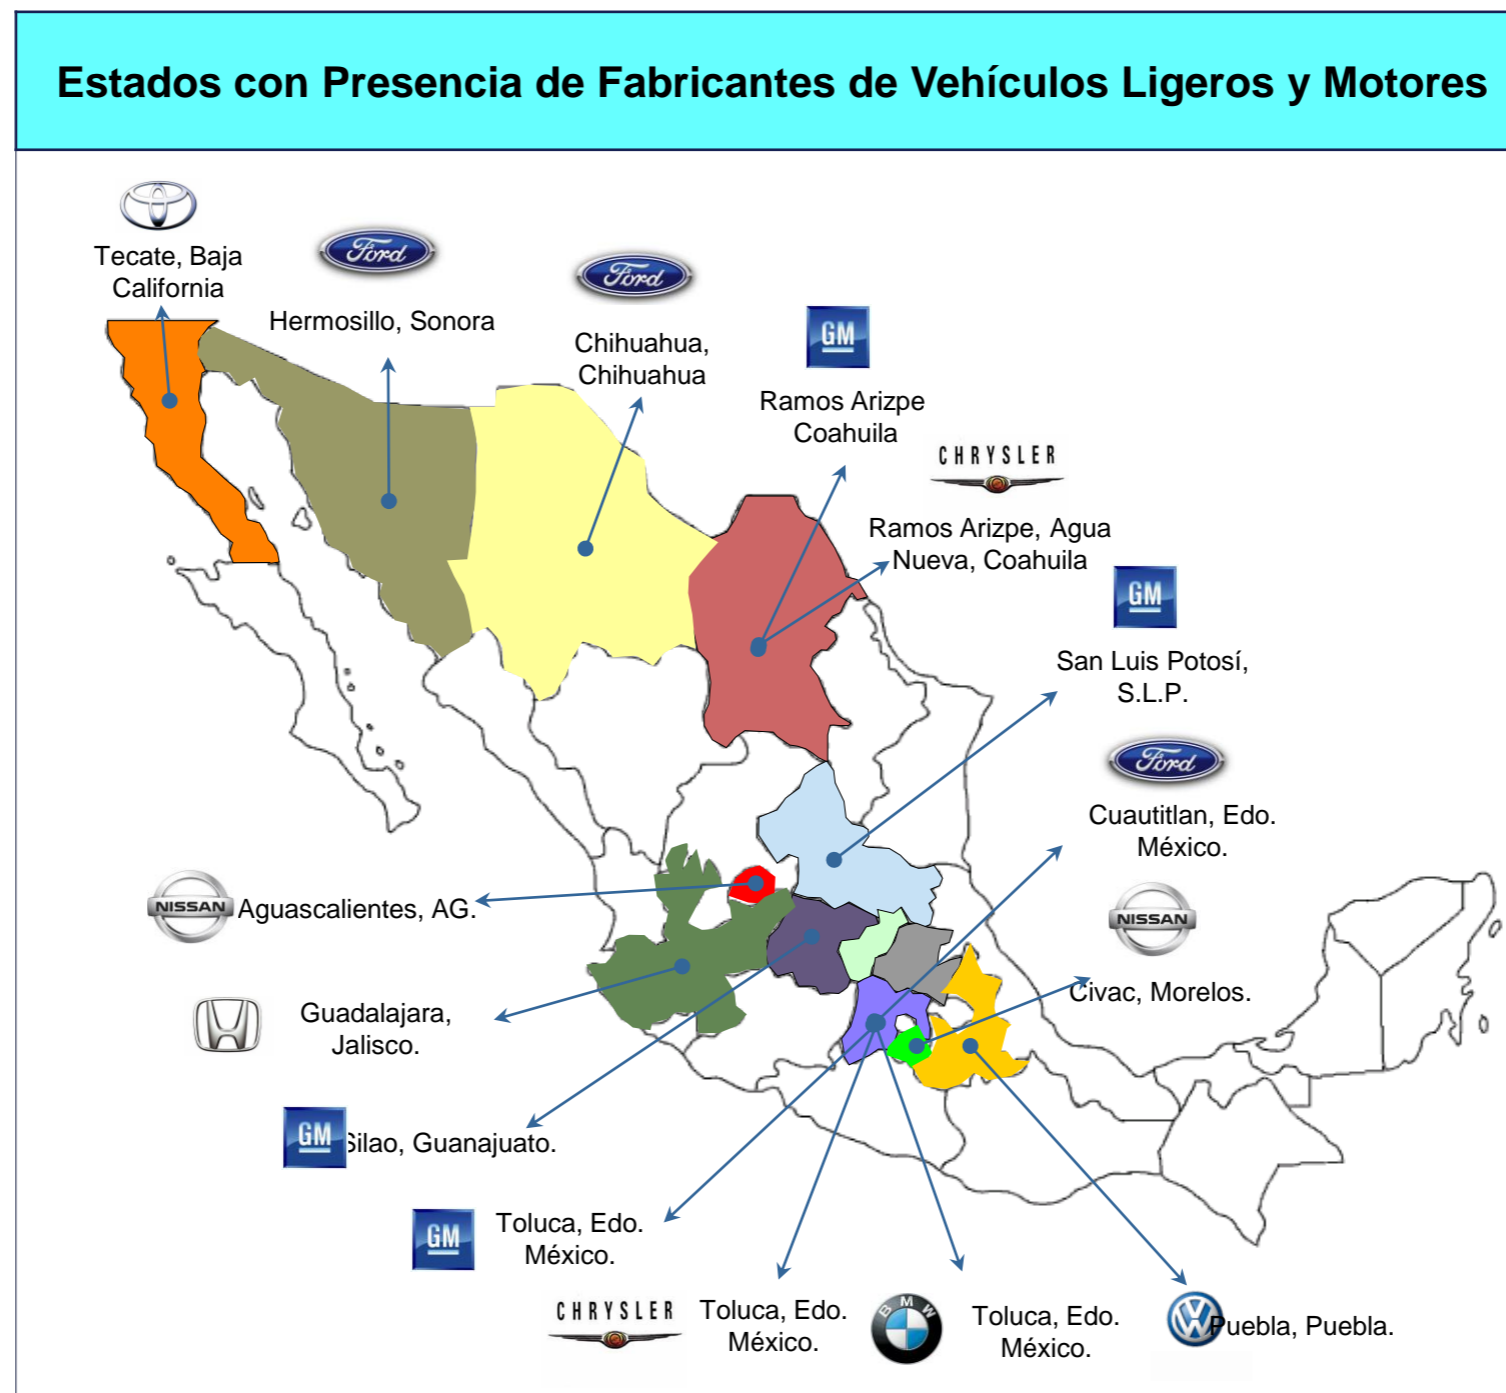 Estados con Presencia de Fabricantes de Vehículos Ligeros y Motores
Tecate, Baja
California
Ford
Hermosillo, Sonora
Ford
Chihuahua,
Chihuahua
GM
Ramos Arizpe
Coahuila
CHRYSLER
Ramos Arizpe, Agua
Nueva, Coahuila
GM
San Luis Potosí,
S.L.P.
Ford
Cuautitlan, Edo.
México.
NISSAN
Aguascalientes, AG.
NISSAN
Civac, Morelos.
Guadalajara,
Jalisco.
GM
Silao, Guanajuato.
GM
Toluca, Edo.
México.
CHRYSLER
Toluca, Edo.
México.
BMW
Toluca, Edo.
México.
VW
Puebla, Puebla.